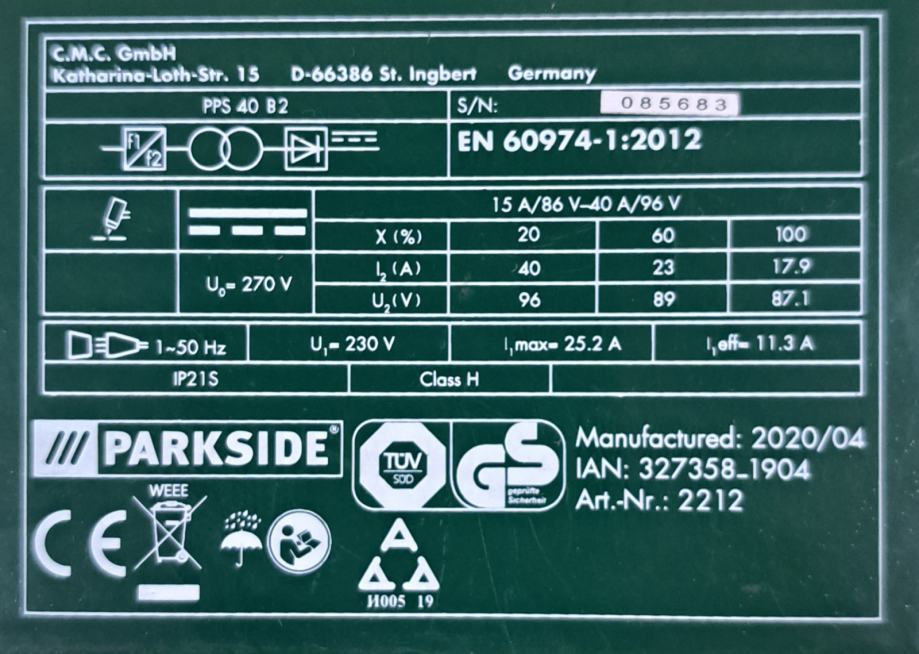 C.M.C. GmbH
Katharina-Loth-Str. 15 D-66386 St. Ingbert Germany
PPS 40 B2 S/N: 085683
f1 f2 EN 60974-1:2012
15 A/86 V–40 A/96 V
X (%) 20 60 100
I₂ (A) 40 23 17.9
U₀= 270 V
U₂(V) 96 89 87.1
1~50 Hz U₁= 230 V I₁max= 25.2 A I₁eff= 11.3 A
IP21S Class H
/// PARKSIDE®
TÜV
SÜD
GS
geprüfte
Sicherheit
Manufactured: 2020/04
IAN: 327358_1904
Art.-Nr.: 2212
CE
WEEE
И005 19